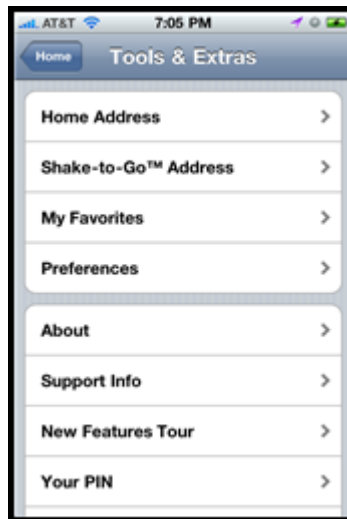 AT&T 7:05 PM
Home Tools & Extras
Home Address
Shake-to-Go™ Address
My Favorites
Preferences
About
Support Info
New Features Tour
Your PIN